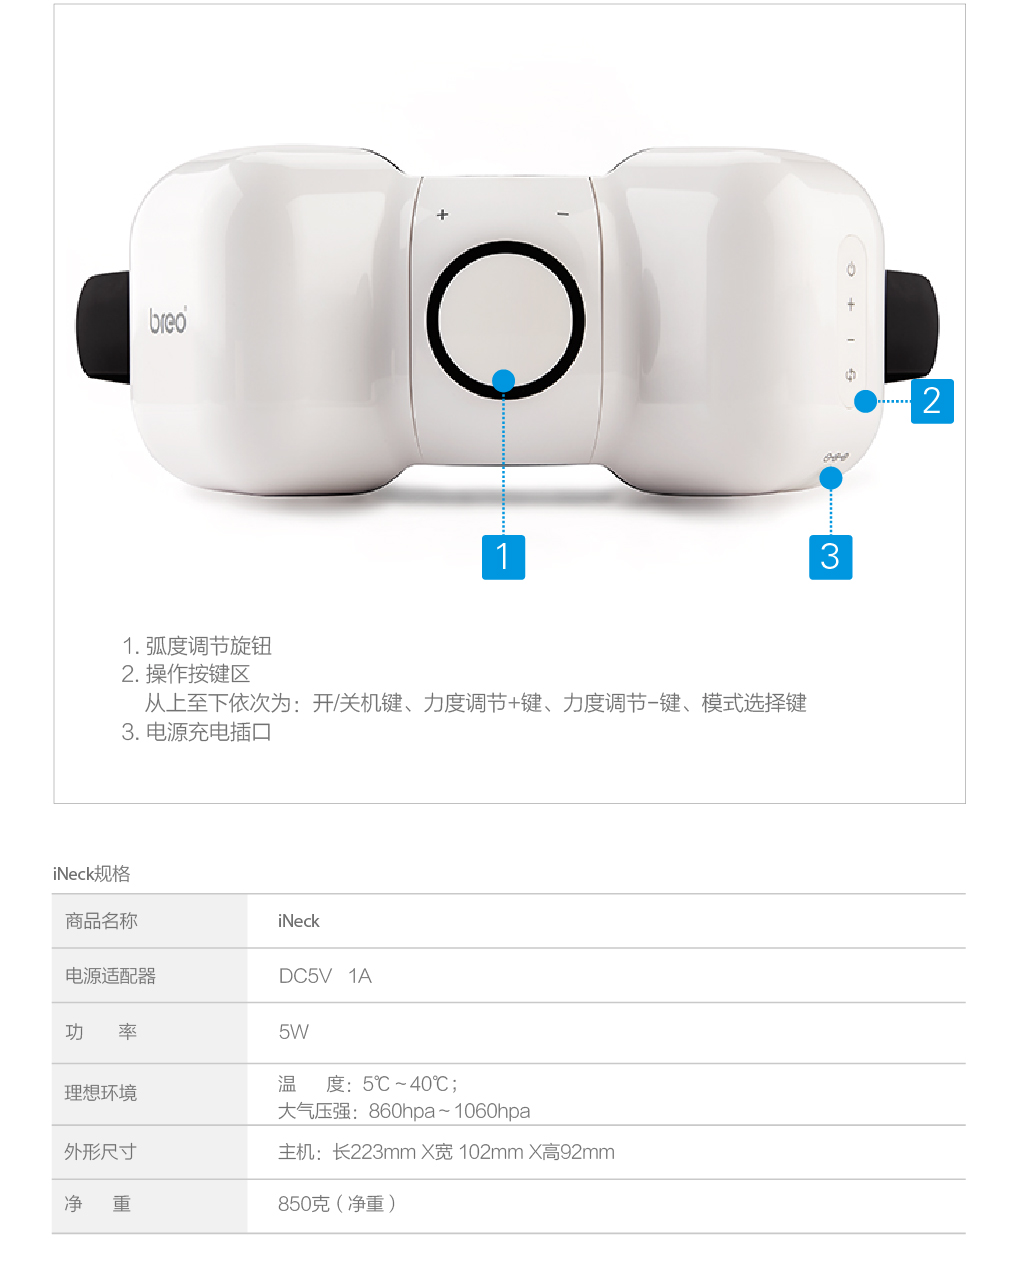 + −
breo
+
−
2
1
3
1. 弧度调节旋钮
2. 操作按键区
从上至下依次为：开/关机键、力度调节+键、力度调节-键、模式选择键
3. 电源充电插口
iNeck规格
商品名称 iNeck
电源适配器 DC5V 1A
功 率 5W
理想环境 温 度：5℃～40℃；
大气压强：860hpa～1060hpa
外形尺寸 主机：长223mm X宽 102mm X高92mm
净 重 850克（净重）